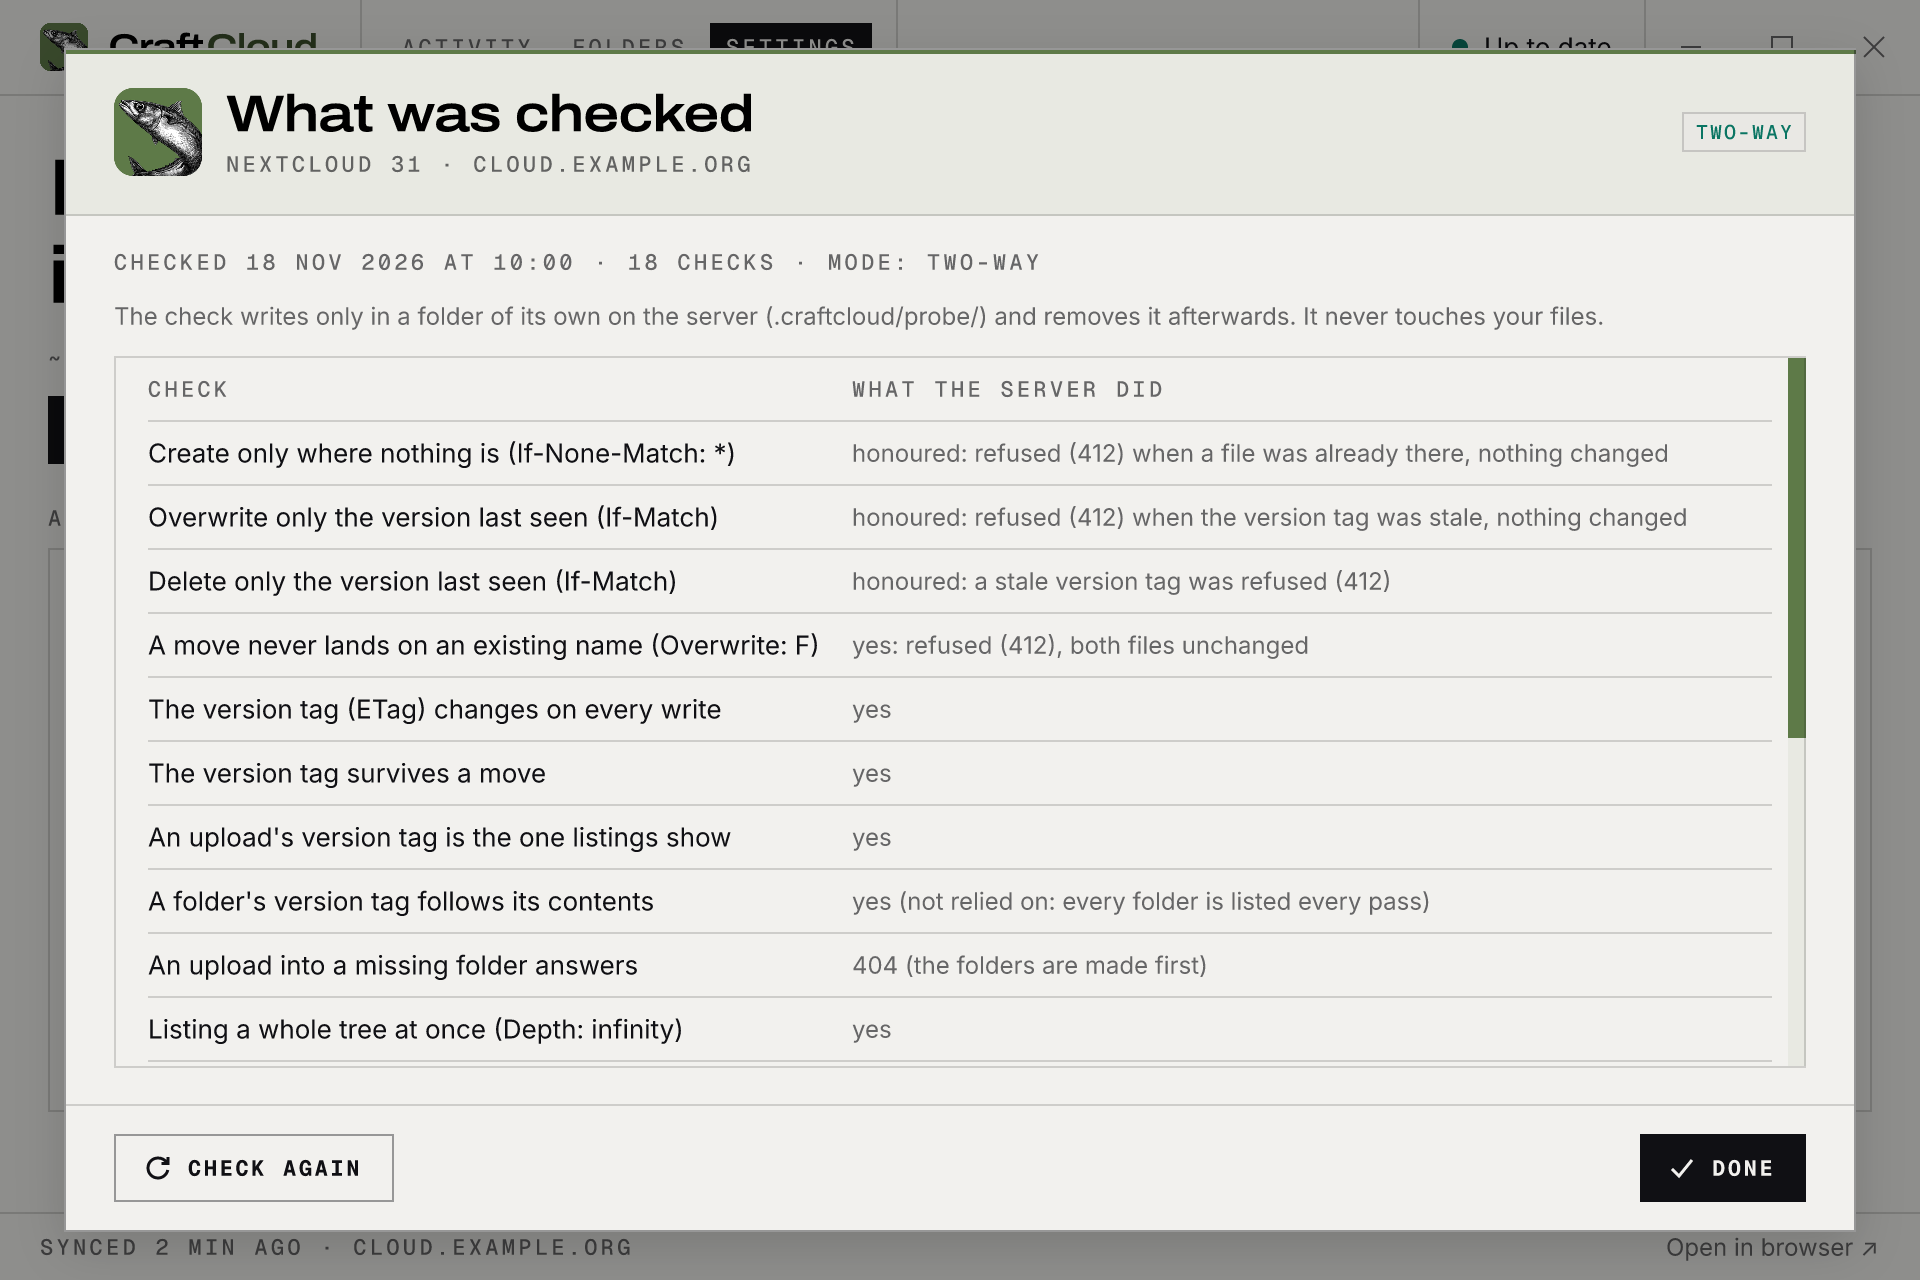 CraftCloud ACTIVITY FOLDERS SETTINGS Up to date
What was checked
NEXTCLOUD 31 · CLOUD.EXAMPLE.ORG
TWO-WAY
CHECKED 18 NOV 2026 AT 10:00 · 18 CHECKS · MODE: TWO-WAY
The check writes only in a folder of its own on the server (.craftcloud/probe/) and removes it afterwards. It never touches your files.
CHECK WHAT THE SERVER DID
Create only where nothing is (If-None-Match: *) honoured: refused (412) when a file was already there, nothing changed
Overwrite only the version last seen (If-Match) honoured: refused (412) when the version tag was stale, nothing changed
Delete only the version last seen (If-Match) honoured: a stale version tag was refused (412)
A move never lands on an existing name (Overwrite: F) yes: refused (412), both files unchanged
The version tag (ETag) changes on every write yes
The version tag survives a move yes
An upload's version tag is the one listings show yes
A folder's version tag follows its contents yes (not relied on: every folder is listed every pass)
An upload into a missing folder answers 404 (the folders are made first)
Listing a whole tree at once (Depth: infinity) yes
CHECK AGAIN
DONE
SYNCED 2 MIN AGO · CLOUD.EXAMPLE.ORG
Open in browser ↗